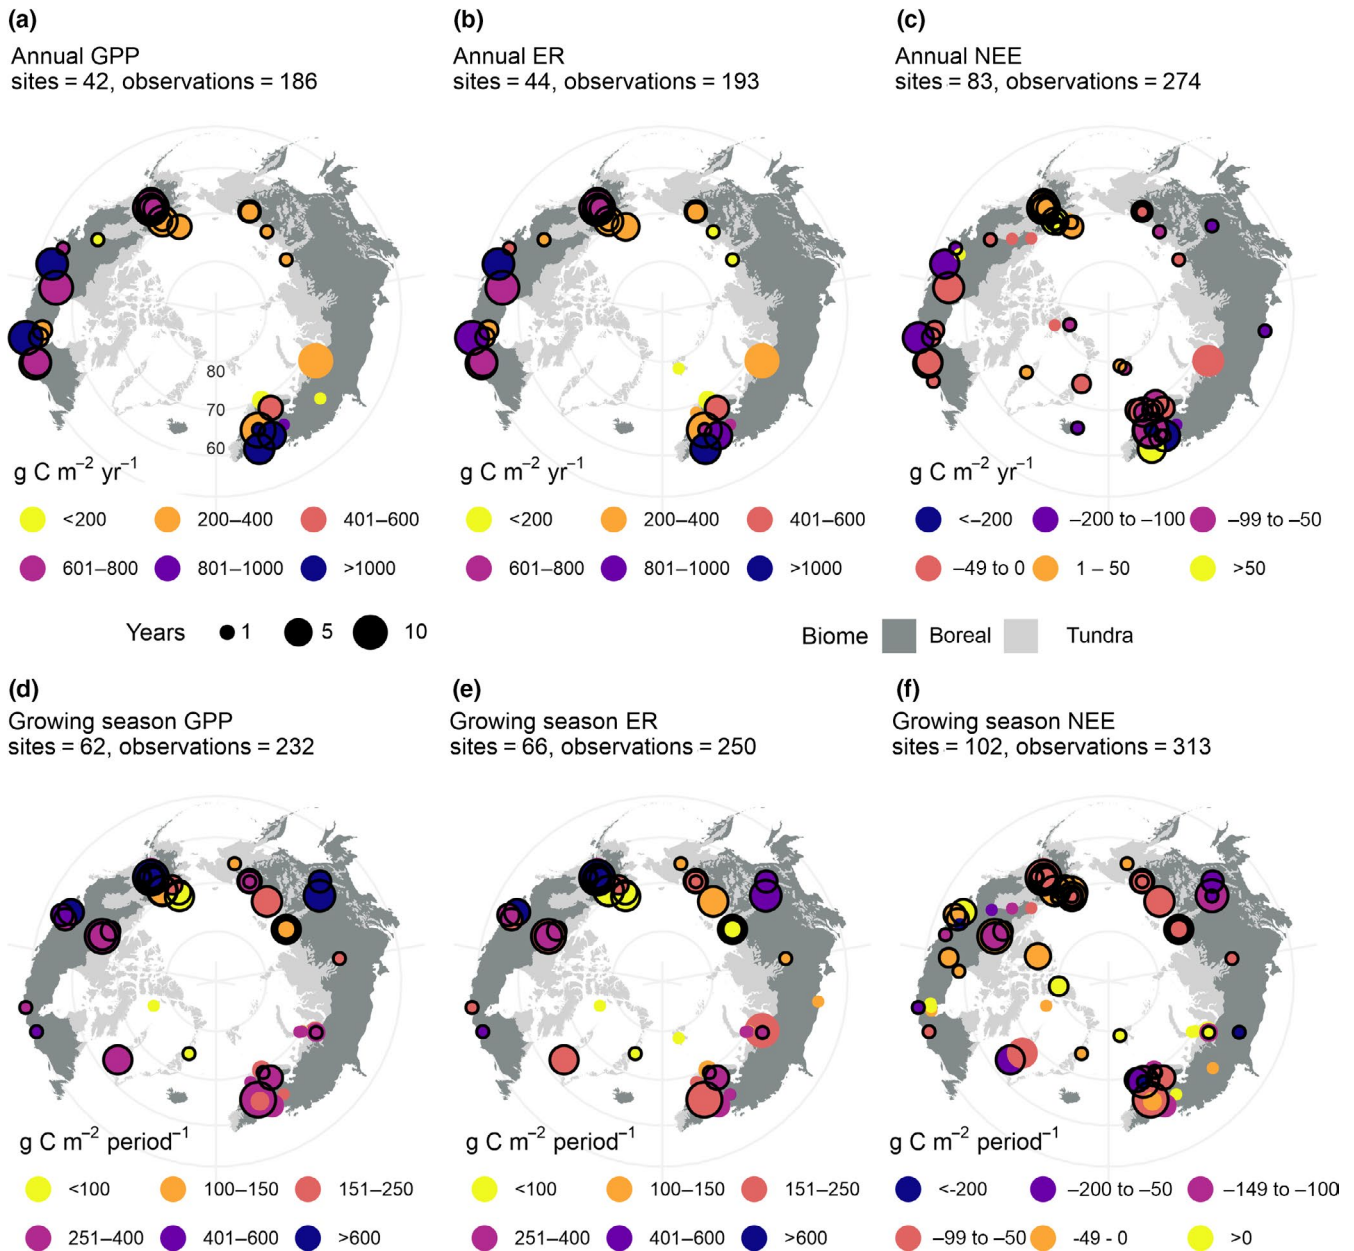 (a)
Annual GPP
sites = 42, observations = 186
(b)
Annual ER
sites = 44, observations = 193
(c)
Annual NEE
sites = 83, observations = 274
80
70
60
g C m⁻² yr⁻¹
<200
200–400
401–600
601–800
801–1000
>1000
g C m⁻² yr⁻¹
<200
200–400
401–600
601–800
801–1000
>1000
g C m⁻² yr⁻¹
<–200
–200 to –100
–99 to –50
–49 to 0
1 – 50
>50
Years 1 5 10
Biome Boreal Tundra
(d)
Growing season GPP
sites = 62, observations = 232
(e)
Growing season ER
sites = 66, observations = 250
(f)
Growing season NEE
sites = 102, observations = 313
g C m⁻² period⁻¹
<100
100–150
151–250
251–400
401–600
>600
g C m⁻² period⁻¹
<100
100–150
151–250
251–400
401–600
>600
g C m⁻² period⁻¹
<-200
–200 to –50
–149 to –100
–99 to –50
-49 - 0
>0